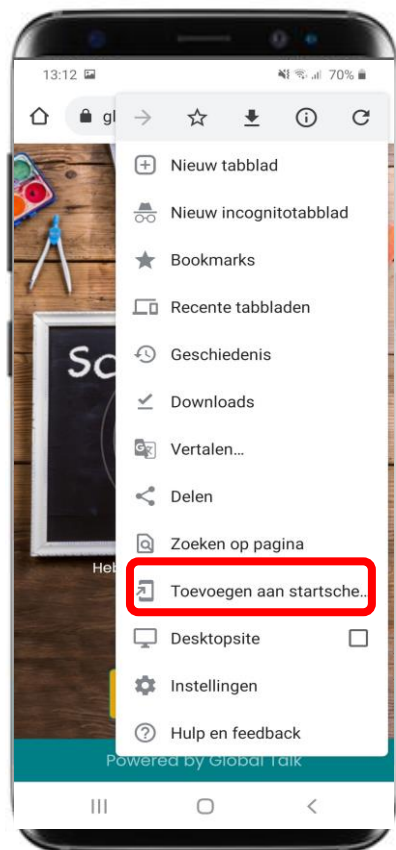 13:12 70%
gl
Nieuw tabblad
Nieuw incognitotabblad
Bookmarks
Recente tabbladen
Geschiedenis
Downloads
Vertalen...
Delen
Sc
Zoeken op pagina
Heb
Toevoegen aan startsche..
Desktopsite
Instellingen
Hulp en feedback
Powered by Global Talk